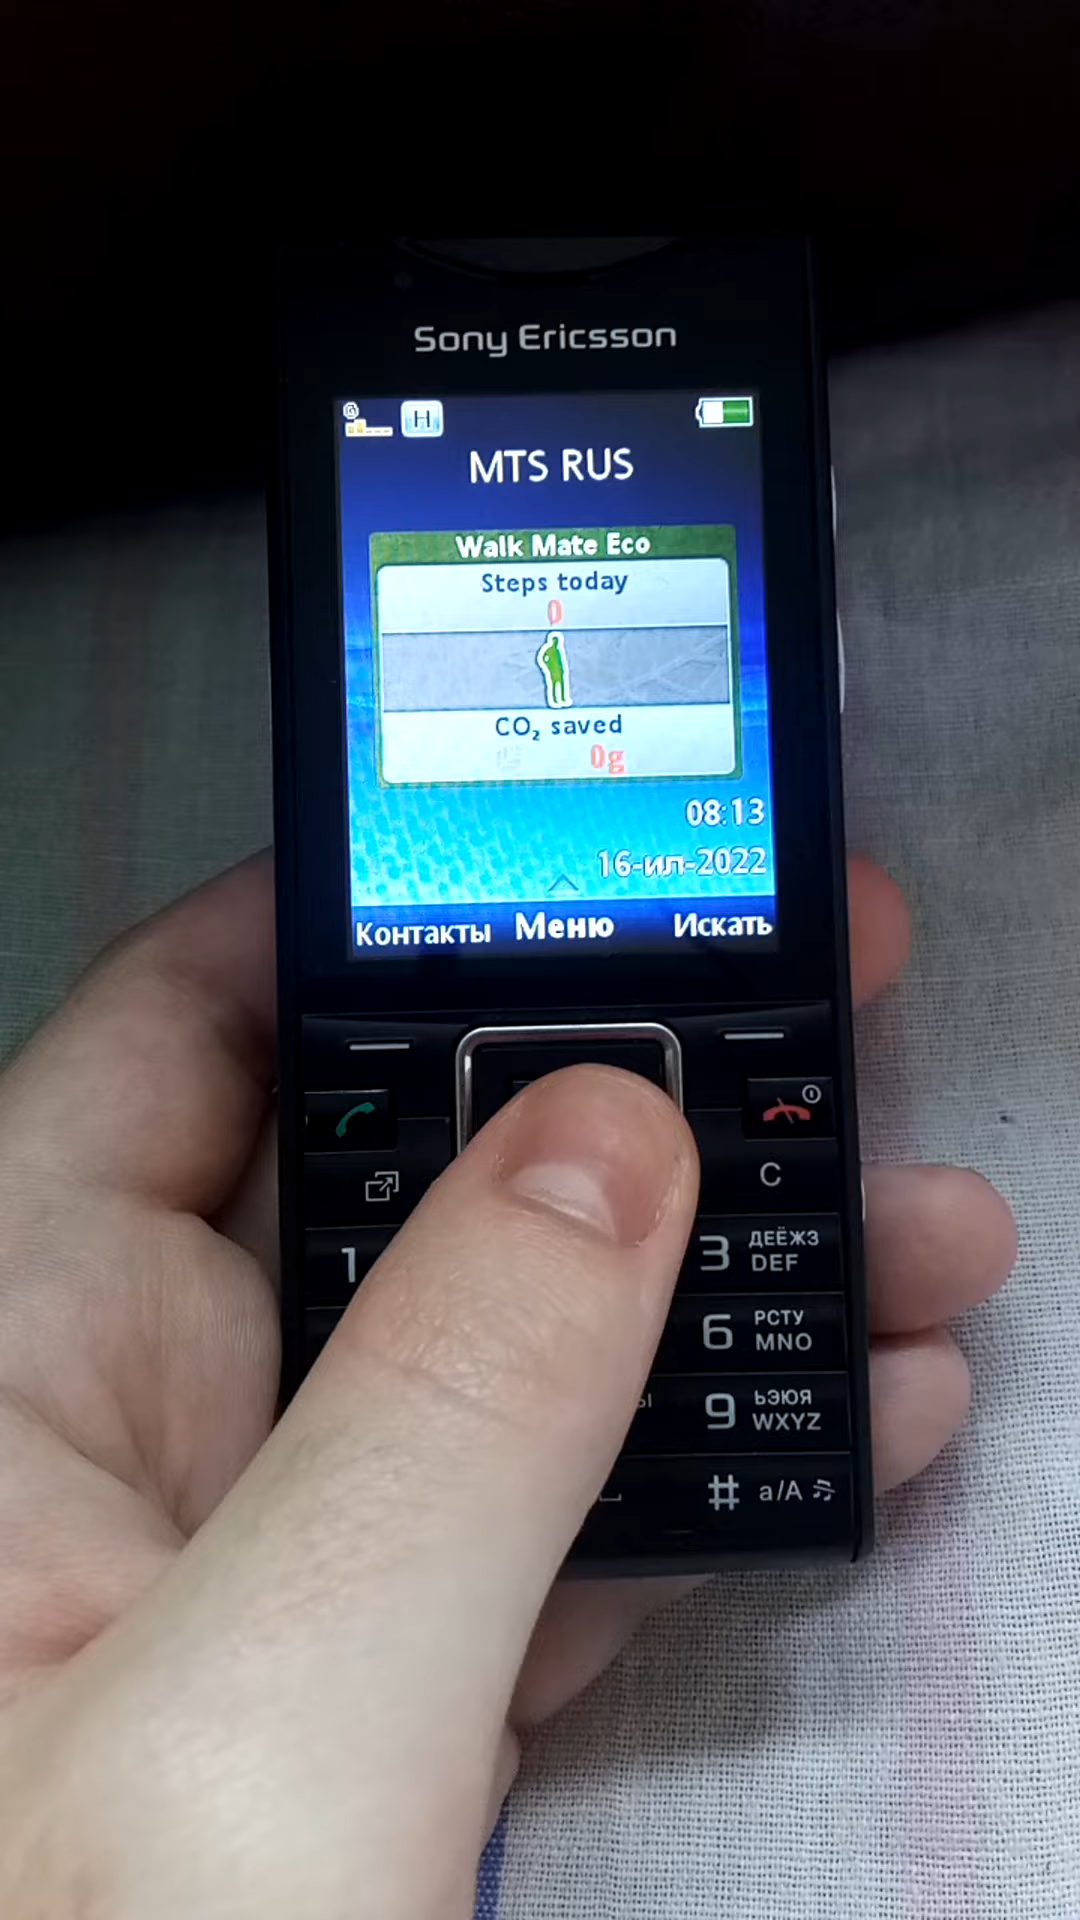 Sony Ericsson
H
MTS RUS
Walk Mate Eco
Steps today
0
CO₂ saved
0g
08:13
16-ил-2022
Контакты Меню Искать
C
1
3 ДЕЁЖЗ
DEF
6 РСТУ
MNO
9 ЬЭЮЯ
WXYZ
# a/A